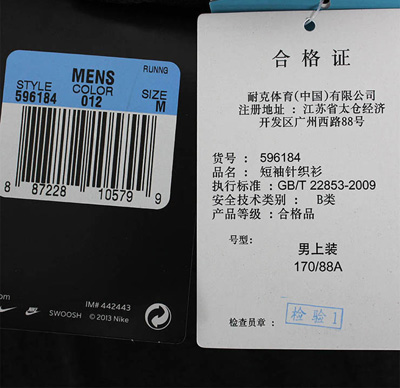 MENS
RUNNG
STYLE
596184
COLOR
012
SIZE
M
8 87228 10579 9
IM# 442443
SWOOSH © 2013 Nike
合格证
耐克体育(中国)有限公司
注册地址：江苏省太仓经济
开发区广州西路88号
货号： 596184
品名： 短袖针织衫
执行标准：GB/T 22853-2009
安全技术类别： B类
产品等级：合格品
号型：
男上装
170/88A
检查员章：
检验 1